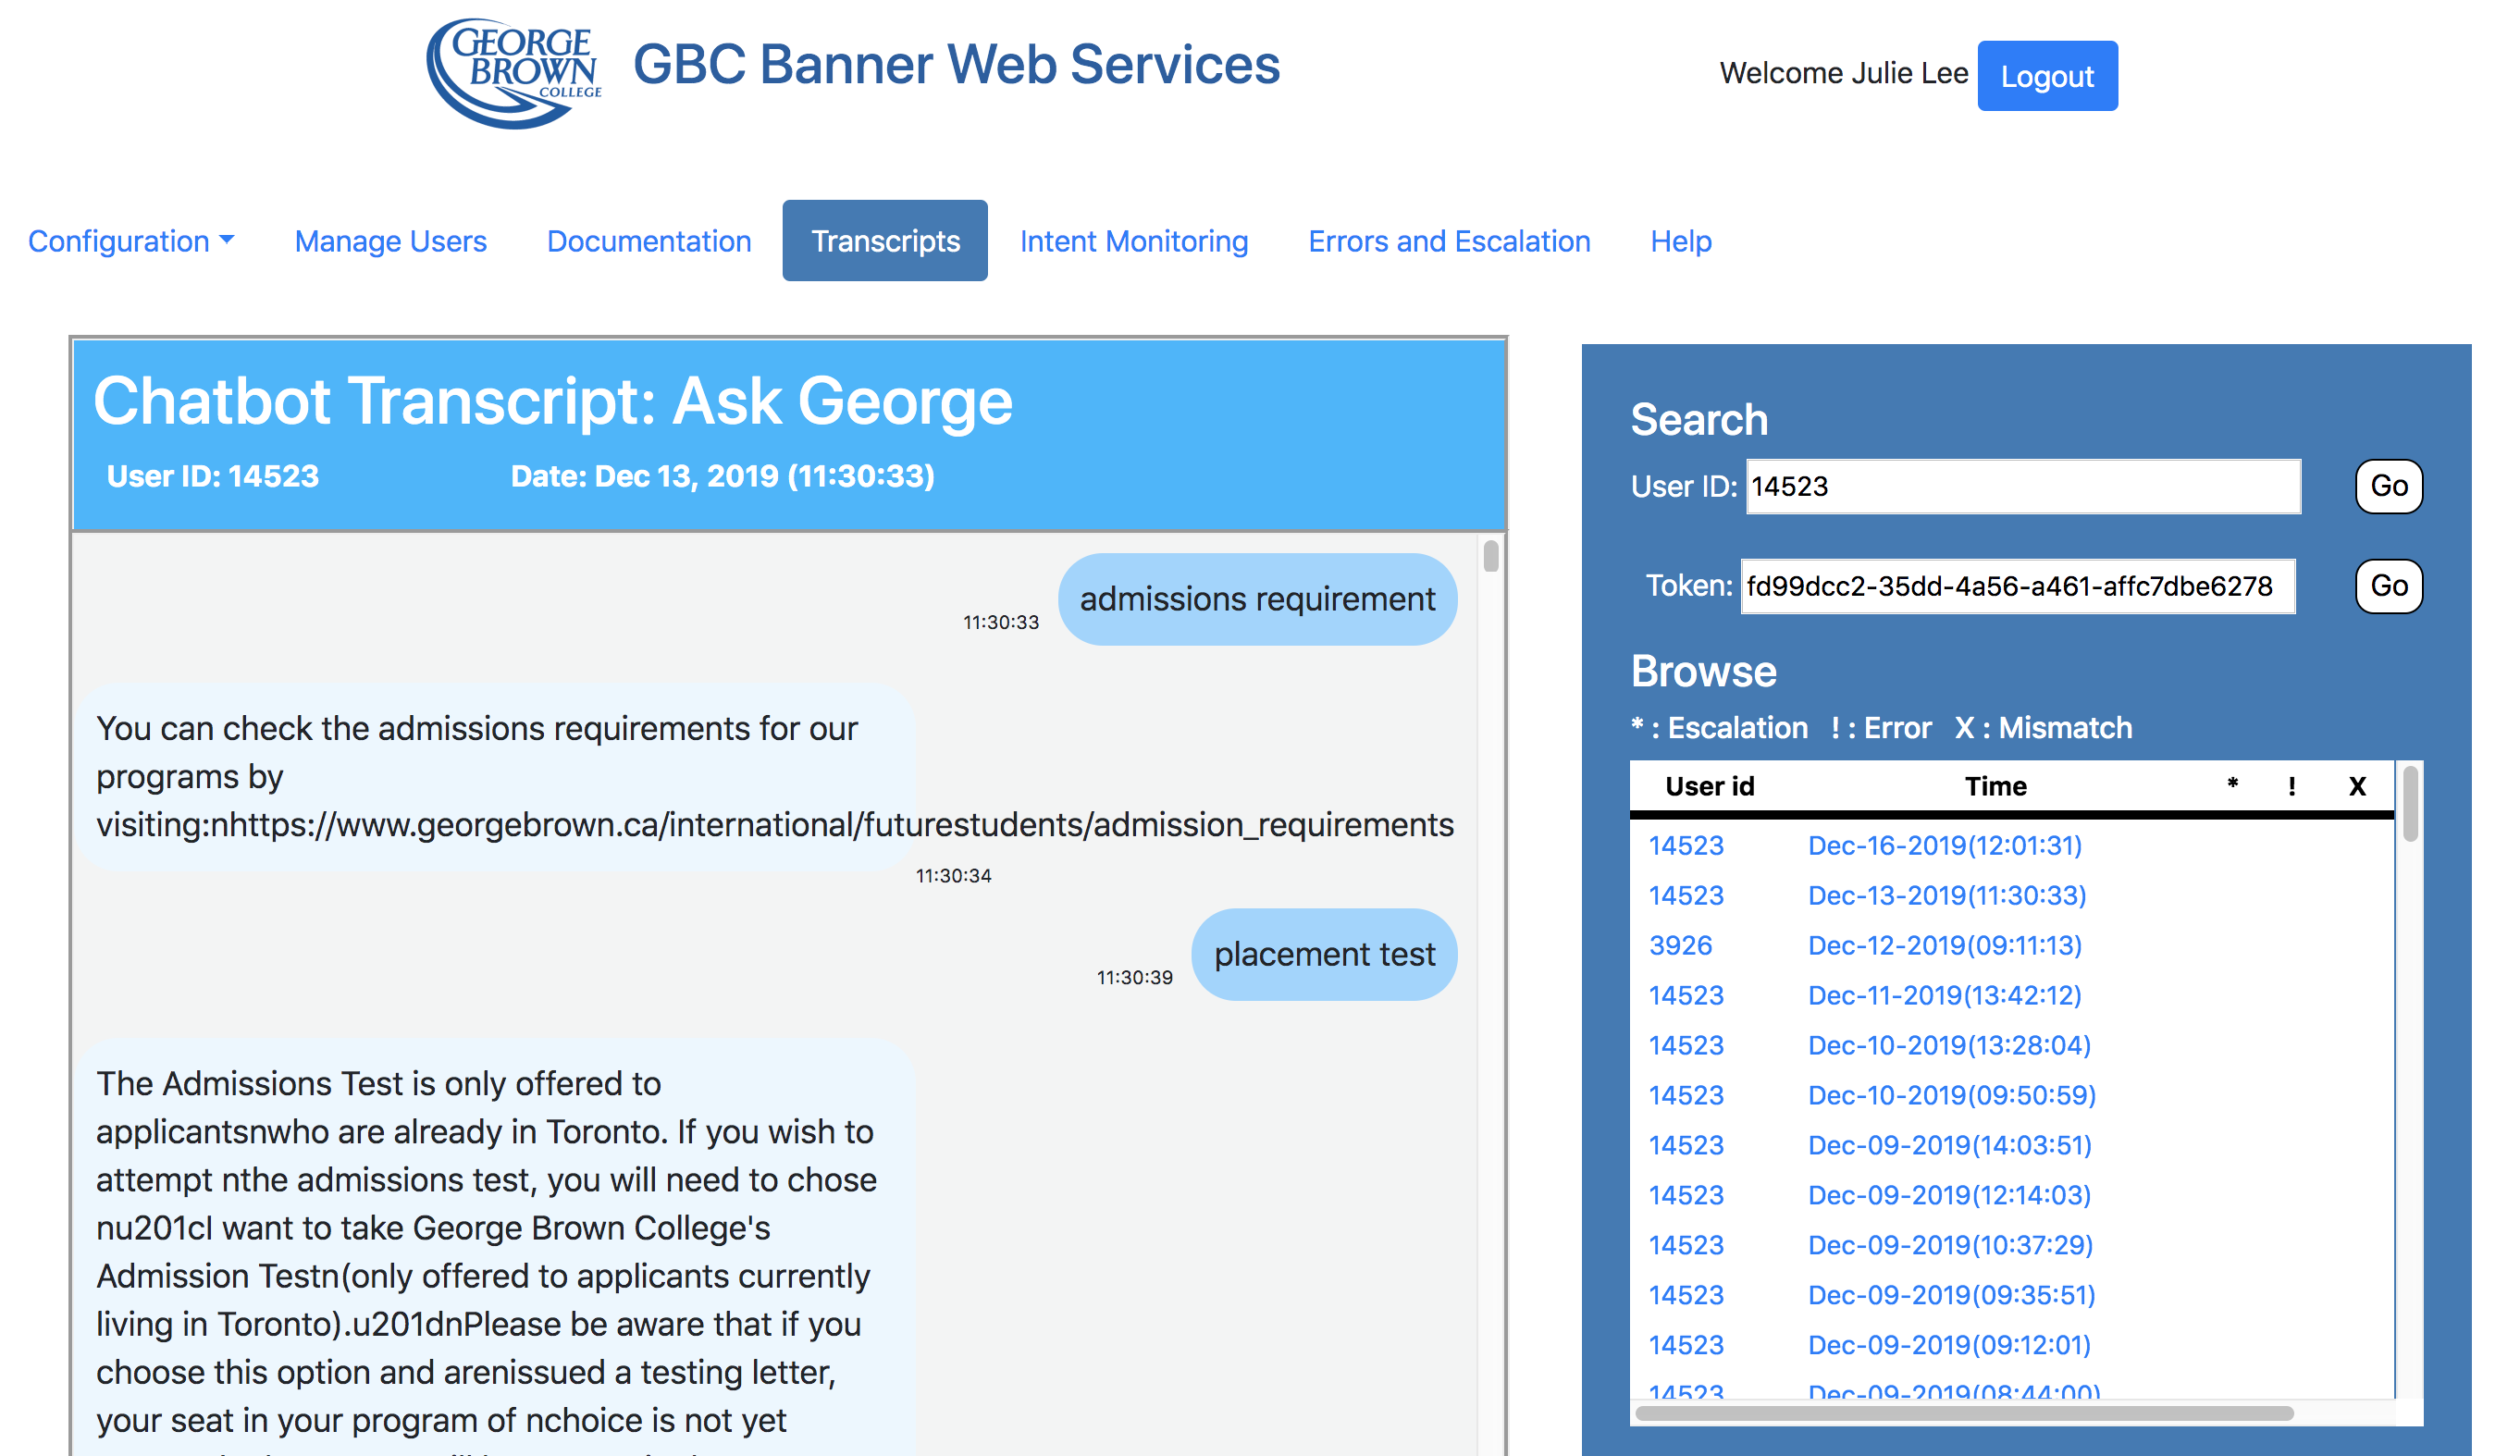 GEORGE
BROWN
COLLEGE
GBC Banner Web Services
Welcome Julie Lee
Logout
Configuration
Manage Users
Documentation
Transcripts
Intent Monitoring
Errors and Escalation
Help
Chatbot Transcript: Ask George
User ID: 14523
Date: Dec 13, 2019 (11:30:33)
admissions requirement
11:30:33
You can check the admissions requirements for our
programs by
visiting:nhttps://www.georgebrown.ca/international/futurestudents/admission_requirements
11:30:34
placement test
11:30:39
The Admissions Test is only offered to
applicantsnwho are already in Toronto. If you wish to
attempt nthe admissions test, you will need to chose
nu201cI want to take George Brown College's
Admission Testn(only offered to applicants currently
living in Toronto).u201dnPlease be aware that if you
choose this option and arenissued a testing letter,
your seat in your program of nchoice is not yet
Search
User ID: 14523 Go
Token: fd99dcc2-35dd-4a56-a461-affc7dbe6278 Go
Browse
* : Escalation ! : Error X : Mismatch
User id Time * ! X
14523 Dec-16-2019(12:01:31)
14523 Dec-13-2019(11:30:33)
3926 Dec-12-2019(09:11:13)
14523 Dec-11-2019(13:42:12)
14523 Dec-10-2019(13:28:04)
14523 Dec-10-2019(09:50:59)
14523 Dec-09-2019(14:03:51)
14523 Dec-09-2019(12:14:03)
14523 Dec-09-2019(10:37:29)
14523 Dec-09-2019(09:35:51)
14523 Dec-09-2019(09:12:01)
14523 Dec-09-2019(08:44:00)